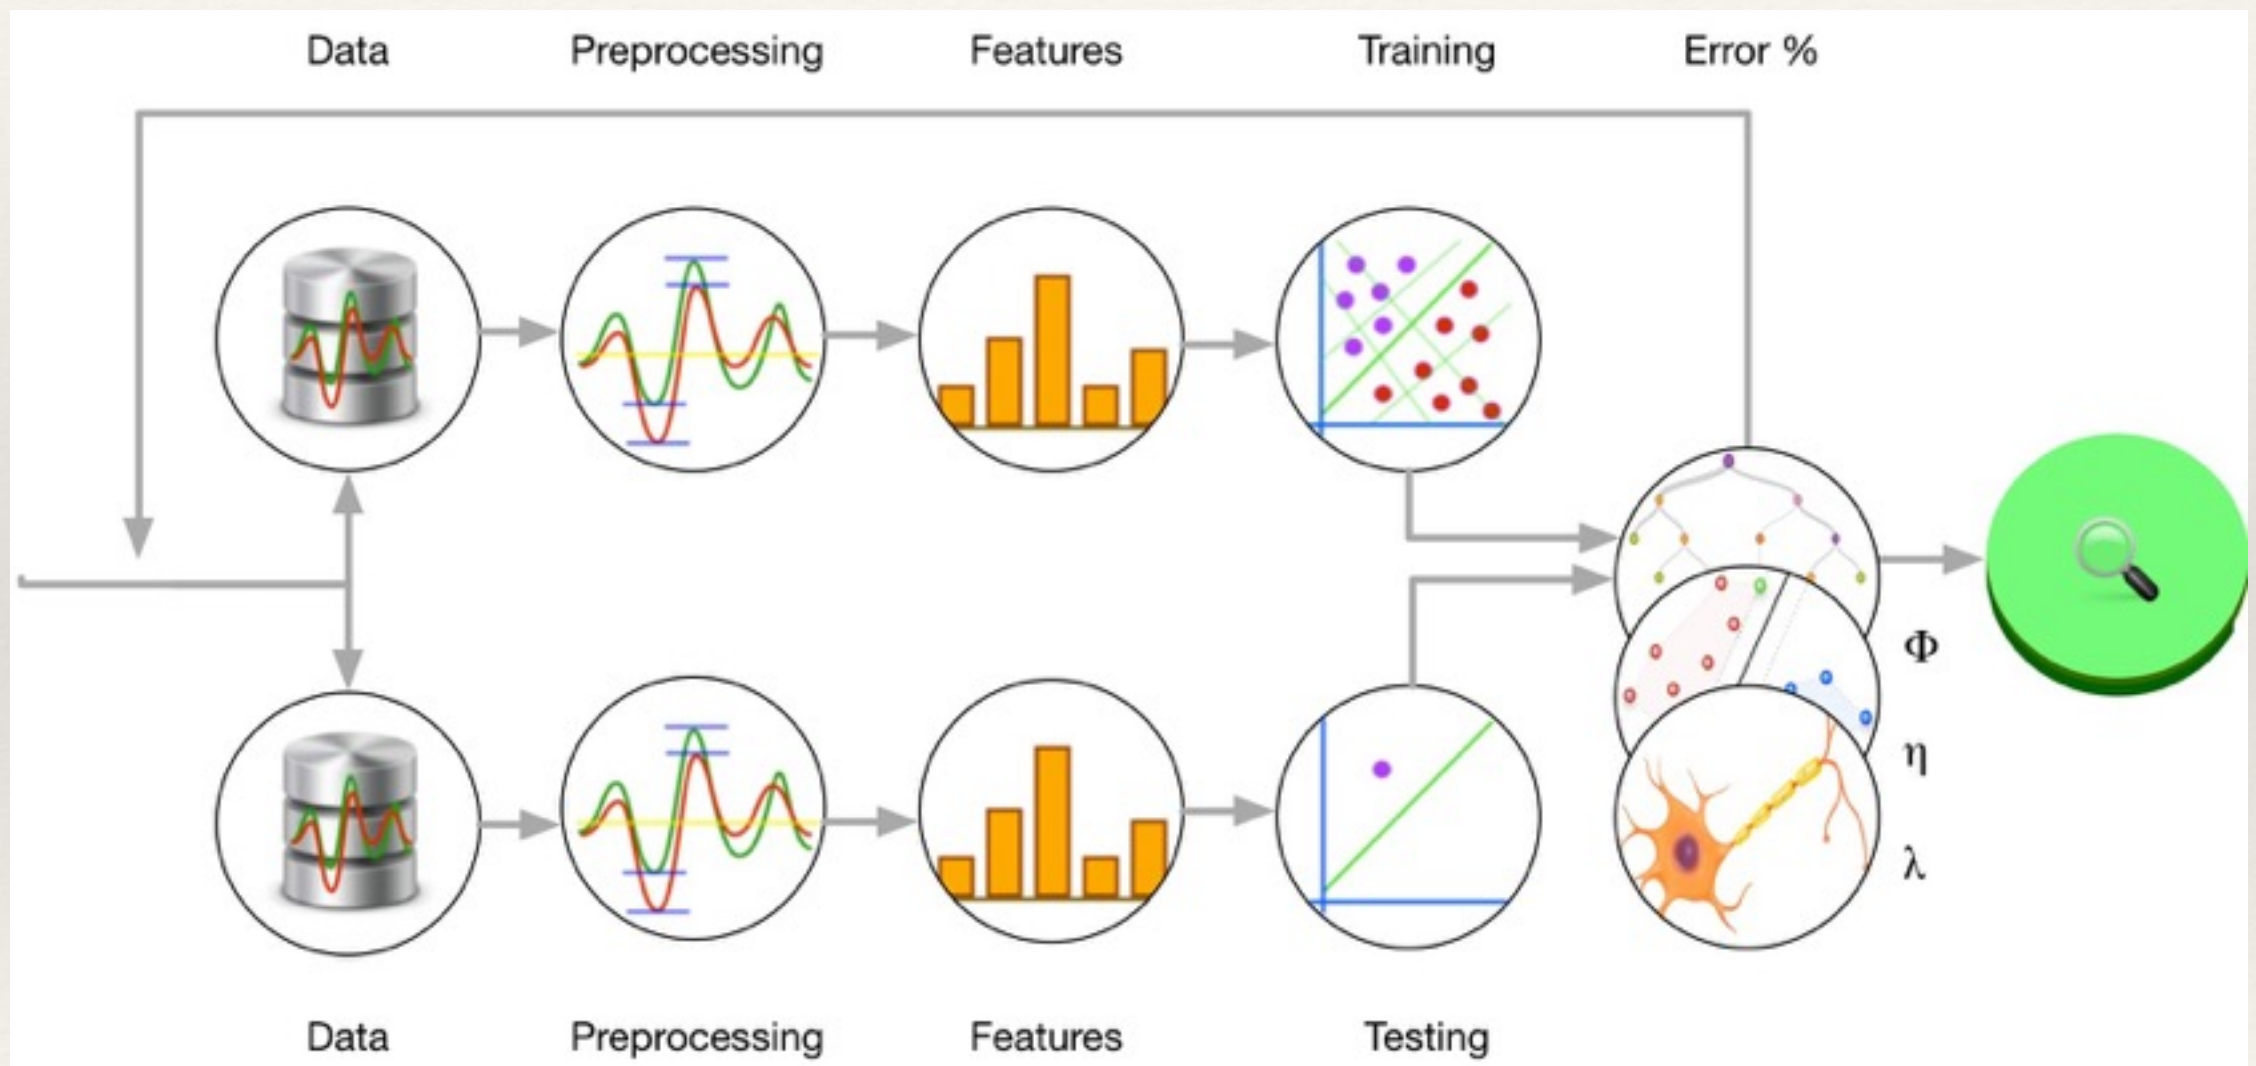 Data Preprocessing Features Training Error %
Φ
η
λ
Data Preprocessing Features Testing